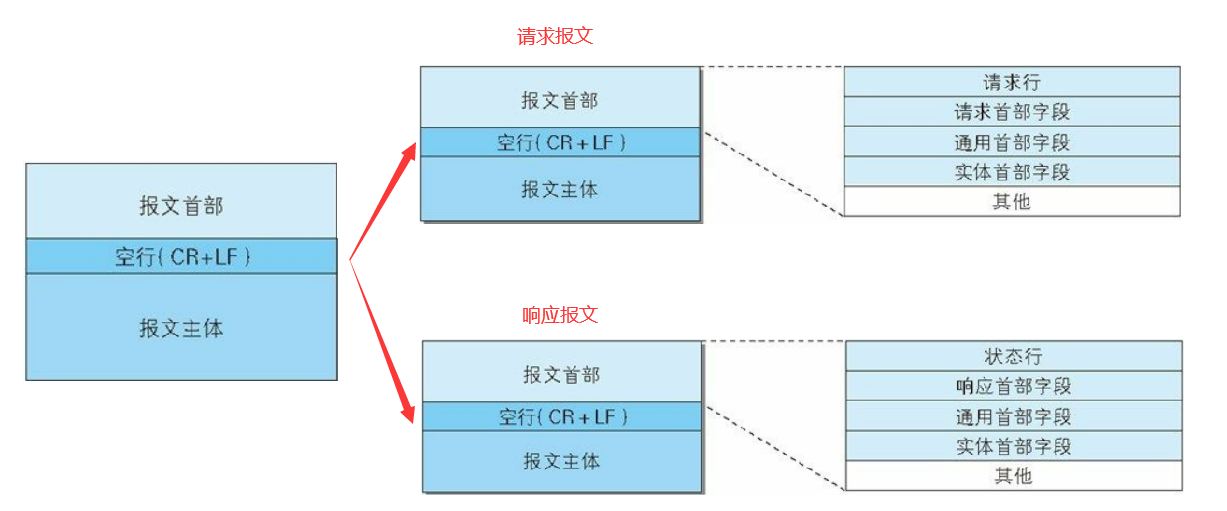 报文首部
空行(CR+LF)
报文主体
请求报文
报文首部
空行(CR+LF)
报文主体
请求行
请求首部字段
通用首部字段
实体首部字段
其他
响应报文
报文首部
空行(CR+LF)
报文主体
状态行
响应首部字段
通用首部字段
实体首部字段
其他